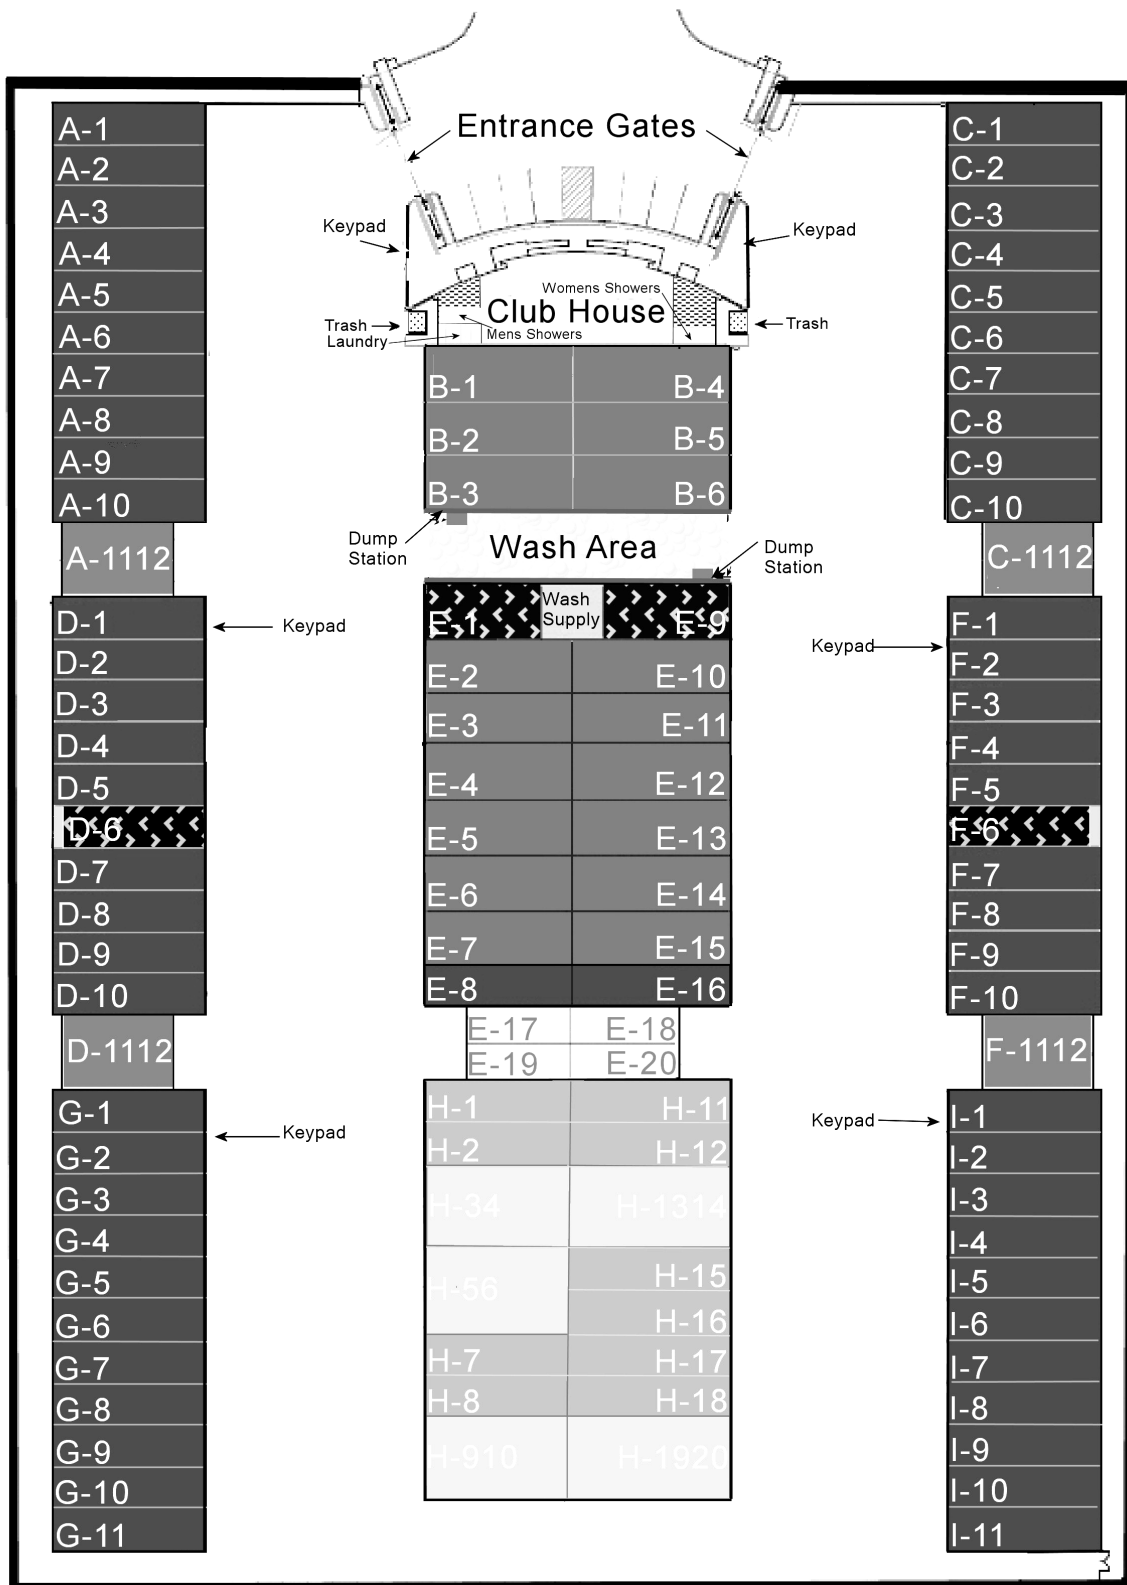 Entrance Gates
Keypad
Keypad
Womens Showers
Club House
Mens Showers
Trash
Laundry
Trash
A-1
A-2
A-3
A-4
A-5
A-6
A-7
A-8
A-9
A-10
A-1112
C-1
C-2
C-3
C-4
C-5
C-6
C-7
C-8
C-9
C-10
C-1112
B-1
B-4
B-2
B-5
B-3
B-6
Dump
Station
Wash Area
Dump
Station
Wash
Supply
D-1
D-2
D-3
D-4
D-5
D-6
D-7
D-8
D-9
D-10
D-1112
Keypad
E-1
E-9
E-2
E-10
E-3
E-11
E-4
E-12
E-5
E-13
E-6
E-14
E-7
E-15
E-8
E-16
E-17
E-18
E-19
E-20
Keypad
F-1
F-2
F-3
F-4
F-5
F-6
F-7
F-8
F-9
F-10
F-1112
G-1
G-2
G-3
G-4
G-5
G-6
G-7
G-8
G-9
G-10
G-11
Keypad
H-1
H-11
H-2
H-12
H-34
H-1314
H-56
H-15
H-16
H-7
H-17
H-8
H-18
H-910
H-1920
Keypad
I-1
I-2
I-3
I-4
I-5
I-6
I-7
I-8
I-9
I-10
I-11